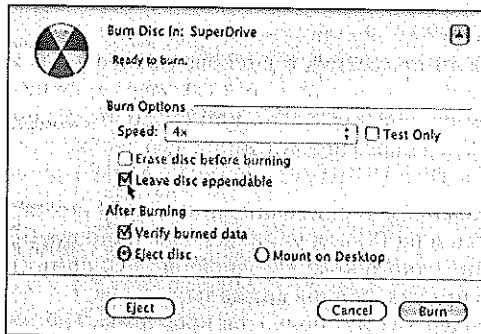 Burn Disc In: SuperDrive
Ready to burn.
Burn Options
Speed: 4x Test Only
Erase disc before burning
Leave disc appendable
After Burning
Verify burned data
Eject disc Mount on Desktop
Eject Cancel Burn